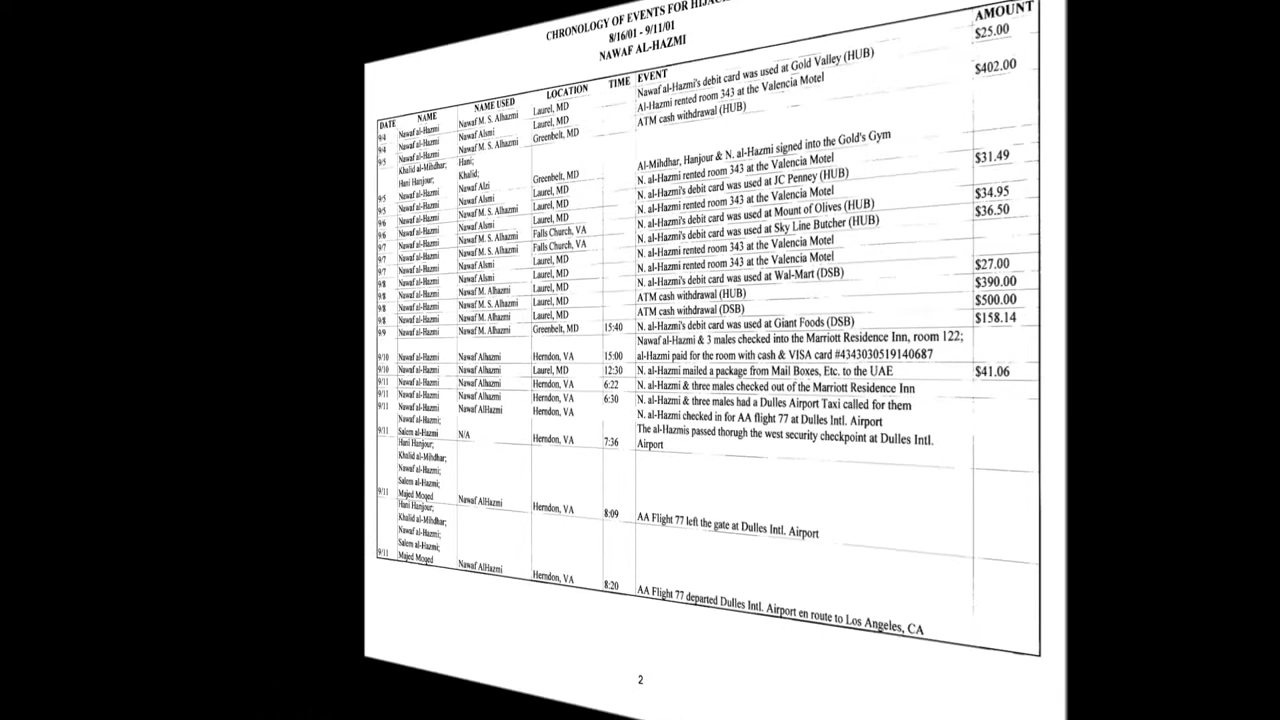 CHRONOLOGY OF EVENTS FOR HIJAC
8/16/01 - 9/11/01
NAWAF AL-HAZMI
DATE NAME NAME USED LOCATION TIME EVENT AMOUNT
9/4 Nawaf al-Hazmi Nawaf M. S. Alhazmi Laurel, MD Nawaf al-Hazmi's debit card was used at Gold Valley (HUB) $25.00
9/4 Nawaf al-Hazmi Nawaf Alsmi Laurel, MD Al-Hazmi rented room 343 at the Valencia Motel
9/5 Nawaf al-Hazmi Nawaf M. S. Alhazmi Greenbelt, MD ATM cash withdrawal (HUB) $402.00
Khalid al-Mihdhar; Hani;
Hani Hanjour; Khalid;
9/5 Nawaf al-Hazmi Nawaf Alzi Greenbelt, MD Al-Mihdhar, Hanjour & N. al-Hazmi signed into the Gold's Gym
9/5 Nawaf al-Hazmi Nawaf Alsmi Laurel, MD N. al-Hazmi rented room 343 at the Valencia Motel
9/6 Nawaf al-Hazmi Nawaf M. S. Alhazmi Laurel, MD N. al-Hazmi's debit card was used at JC Penney (HUB) $31.49
9/6 Nawaf al-Hazmi Nawaf Alsmi Laurel, MD N. al-Hazmi rented room 343 at the Valencia Motel
9/7 Nawaf al-Hazmi Nawaf M. S. Alhazmi Falls Church, VA N. al-Hazmi's debit card was used at Mount of Olives (HUB) $34.95
9/7 Nawaf al-Hazmi Nawaf M. S. Alhazmi Falls Church, VA N. al-Hazmi's debit card was used at Sky Line Butcher (HUB) $36.50
9/7 Nawaf al-Hazmi Nawaf Alsmi Laurel, MD N. al-Hazmi rented room 343 at the Valencia Motel
9/8 Nawaf al-Hazmi Nawaf Alsmi Laurel, MD N. al-Hazmi rented room 343 at the Valencia Motel
9/8 Nawaf al-Hazmi Nawaf M. Alhazmi Laurel, MD N. al-Hazmi's debit card was used at Wal-Mart (DSB) $27.00
9/8 Nawaf al-Hazmi Nawaf M. S. Alhazmi Laurel, MD ATM cash withdrawal (HUB) $390.00
9/8 Nawaf al-Hazmi Nawaf M. Alhazmi Laurel, MD ATM cash withdrawal (DSB) $500.00
9/9 Nawaf al-Hazmi Nawaf M. Alhazmi Greenbelt, MD 15:40 N. al-Hazmi's debit card was used at Giant Foods (DSB) $158.14
Nawaf al-Hazmi & 3 males checked into the Marriott Residence Inn, room 122;
9/10 Nawaf al-Hazmi Nawaf Alhazmi Herndon, VA 15:00 al-Hazmi paid for the room with cash & VISA card #4343030519140687
9/10 Nawaf al-Hazmi Nawaf Alhazmi Laurel, MD 12:30 N. al-Hazmi mailed a package from Mail Boxes, Etc. to the UAE $41.06
9/11 Nawaf al-Hazmi Nawaf Alhazmi Herndon, VA 6:22 N. al-Hazmi & three males checked out of the Marriott Residence Inn
9/11 Nawaf al-Hazmi Nawaf Alhazmi Herndon, VA 6:30 N. al-Hazmi & three males had a Dulles Airport Taxi called for them
9/11 Nawaf al-Hazmi Nawaf AlHazmi Herndon, VA N. al-Hazmi checked in for AA flight 77 at Dulles Intl. Airport
Nawaf al-Hazmi; The al-Hazmis passed thorugh the west security checkpoint at Dulles Intl.
9/11 Salem al-Hazmi N/A Herndon, VA 7:36 Airport
Hani Hanjour;
Khalid al-Mihdhar;
Nawaf al-Hazmi;
Salem al-Hazmi;
9/11 Majed Moqed Nawaf AlHazmi Herndon, VA 8:09 AA Flight 77 left the gate at Dulles Intl. Airport
Hani Hanjour;
Khalid al-Mihdhar;
Nawaf al-Hazmi;
Salem al-Hazmi;
9/11 Majed Moqed Nawaf AlHazmi Herndon, VA 8:20 AA Flight 77 departed Dulles Intl. Airport en route to Los Angeles, CA
2